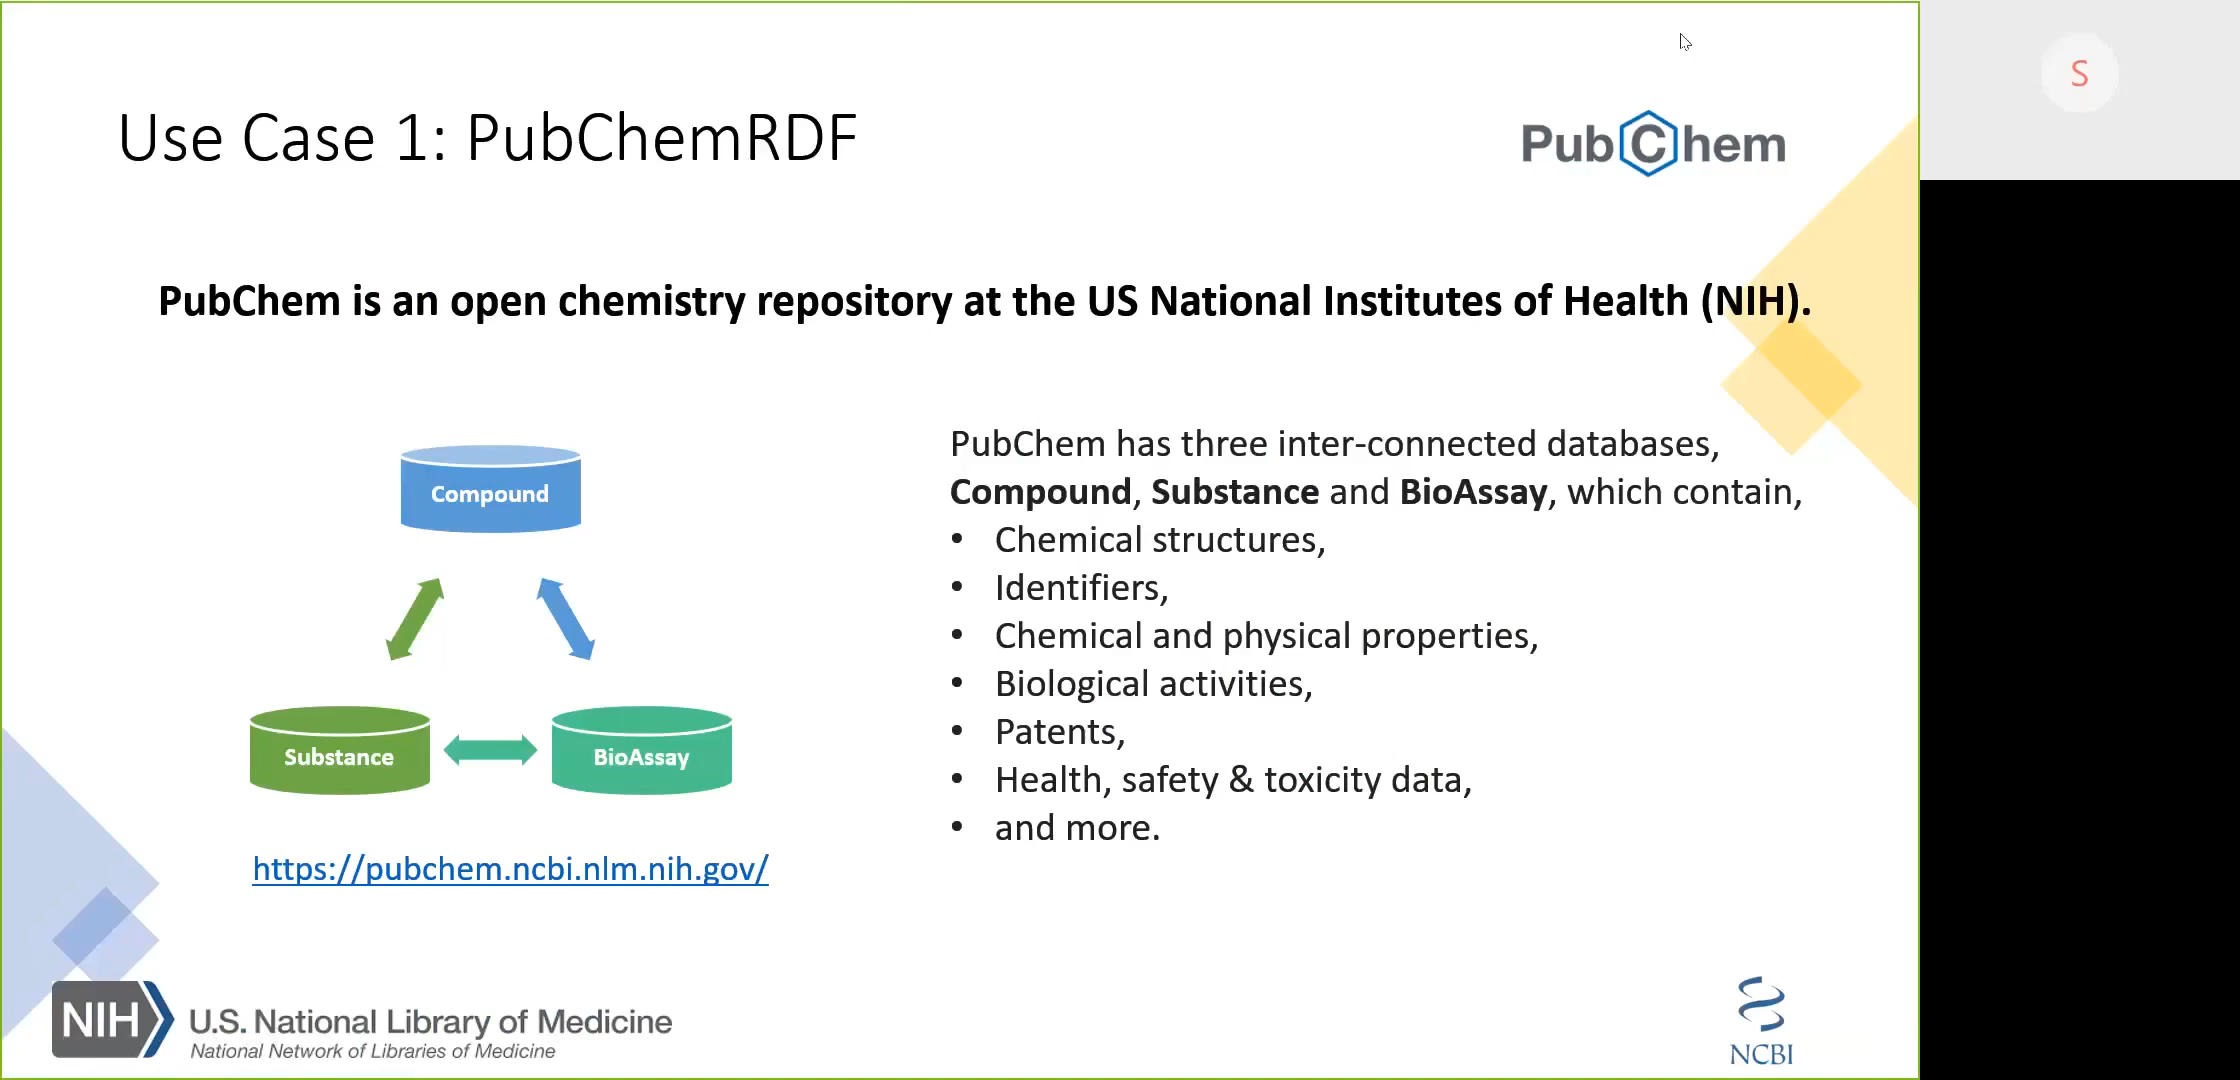 S
Use Case 1: PubChemRDF
PubChem
PubChem is an open chemistry repository at the US National Institutes of Health (NIH).
Compound
Substance
BioAssay
https://pubchem.ncbi.nlm.nih.gov/
PubChem has three inter-connected databases,
Compound, Substance and BioAssay, which contain,
• Chemical structures,
• Identifiers,
• Chemical and physical properties,
• Biological activities,
• Patents,
• Health, safety & toxicity data,
• and more.
NIH
U.S. National Library of Medicine
National Network of Libraries of Medicine
NCBI